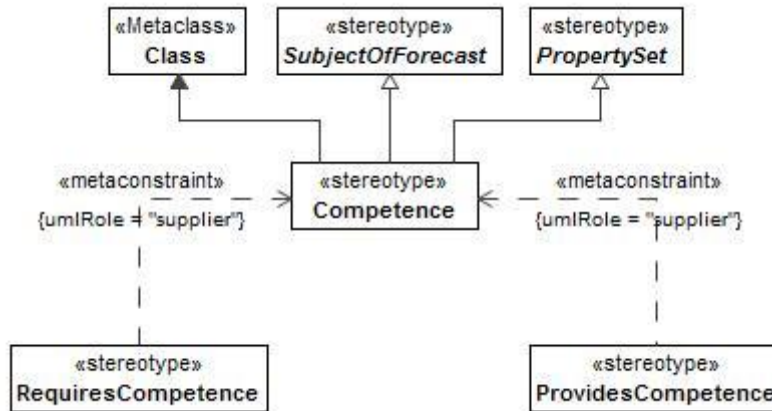 «Metaclass»
Class
«stereotype»
SubjectOfForecast
«stereotype»
PropertySet
«stereotype»
Competence
«metaconstraint»
{umlRole = "supplier"}
«metaconstraint»
{umlRole = "supplier"}
«stereotype»
RequiresCompetence
«stereotype»
ProvidesCompetence